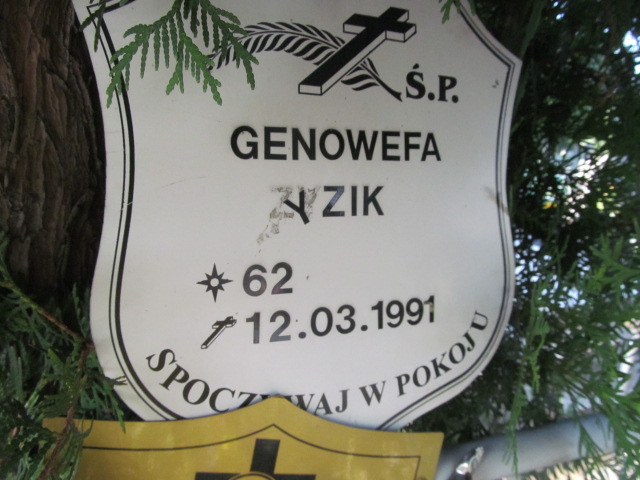 Ś.P.
GENOWEFA
62
12.03.1991
SPOCZYWAJ W POKOJU